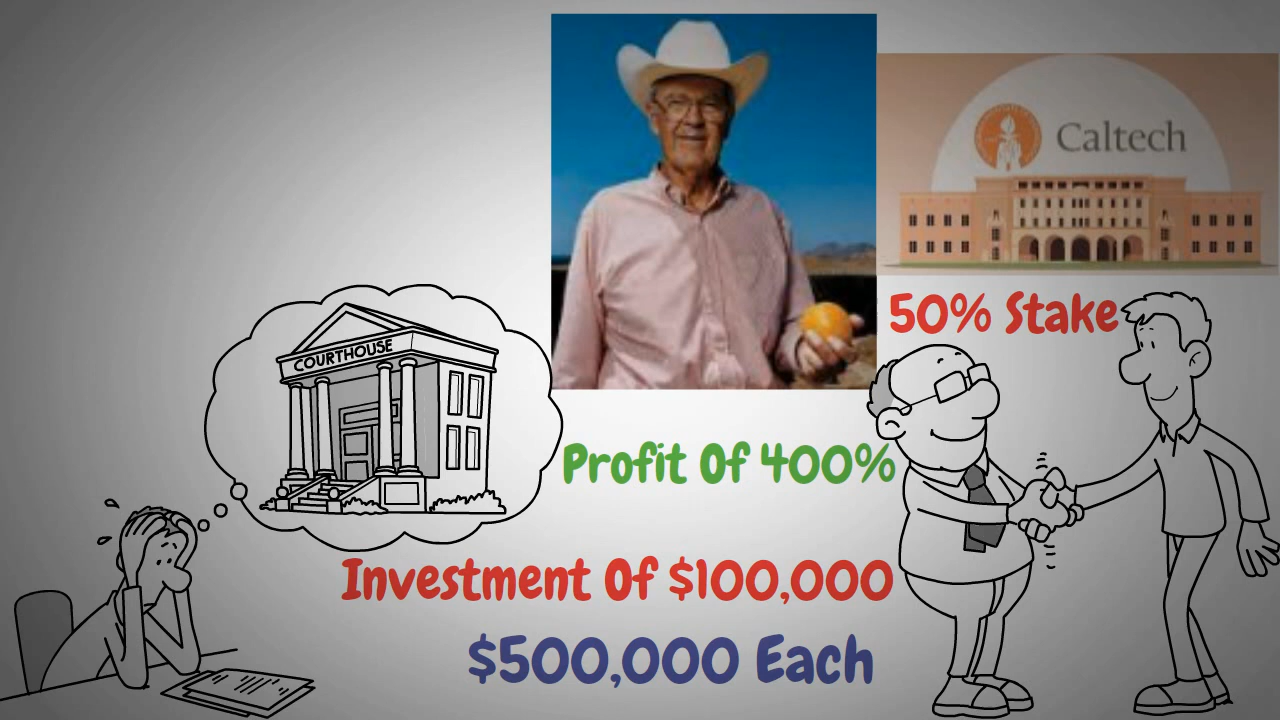 Caltech
50% Stake
COURTHOUSE
Profit Of 400%
Investment Of $100,000
$500,000 Each